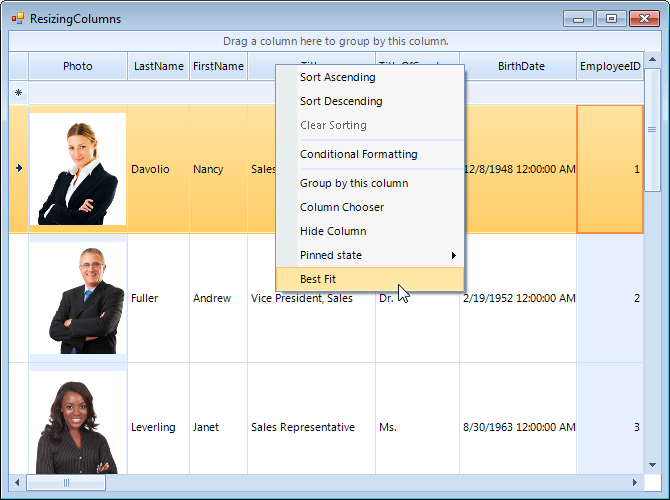 ResizingColumns
Drag a column here to group by this column.
Photo LastName FirstName BirthDate EmployeeID
Sort Ascending
Sort Descending
Clear Sorting
Conditional Formatting
Davolio Nancy Sales 12/8/1948 12:00:00 AM 1
Group by this column
Column Chooser
Hide Column
Pinned state
Best Fit
Fuller Andrew Vice President, Sales Dr. 2/19/1952 12:00:00 AM 2
Leverling Janet Sales Representative Ms. 8/30/1963 12:00:00 AM 3